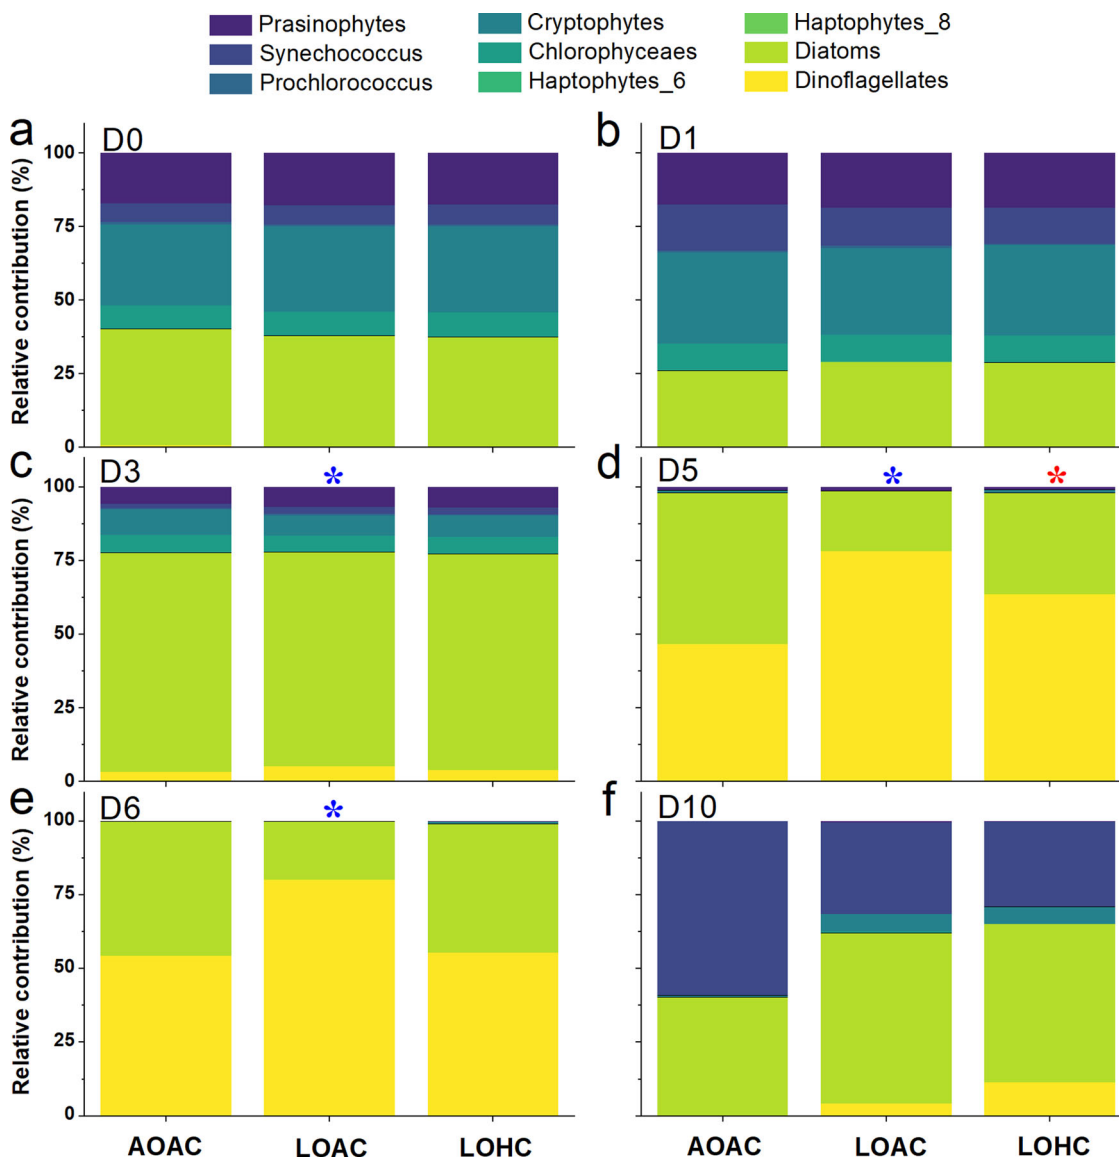 Prasinophytes Cryptophytes Haptophytes_8
Synechococcus Chlorophyceaes Diatoms
Prochlorococcus Haptophytes_6 Dinoflagellates
a D0 b D1
Relative contribution (%)
100
75
50
25
0
c D3 * d D5 * *
Relative contribution (%)
100
75
50
25
0
e D6 * f D10
Relative contribution (%)
100
75
50
25
0
AOAC LOAC LOHC AOAC LOAC LOHC